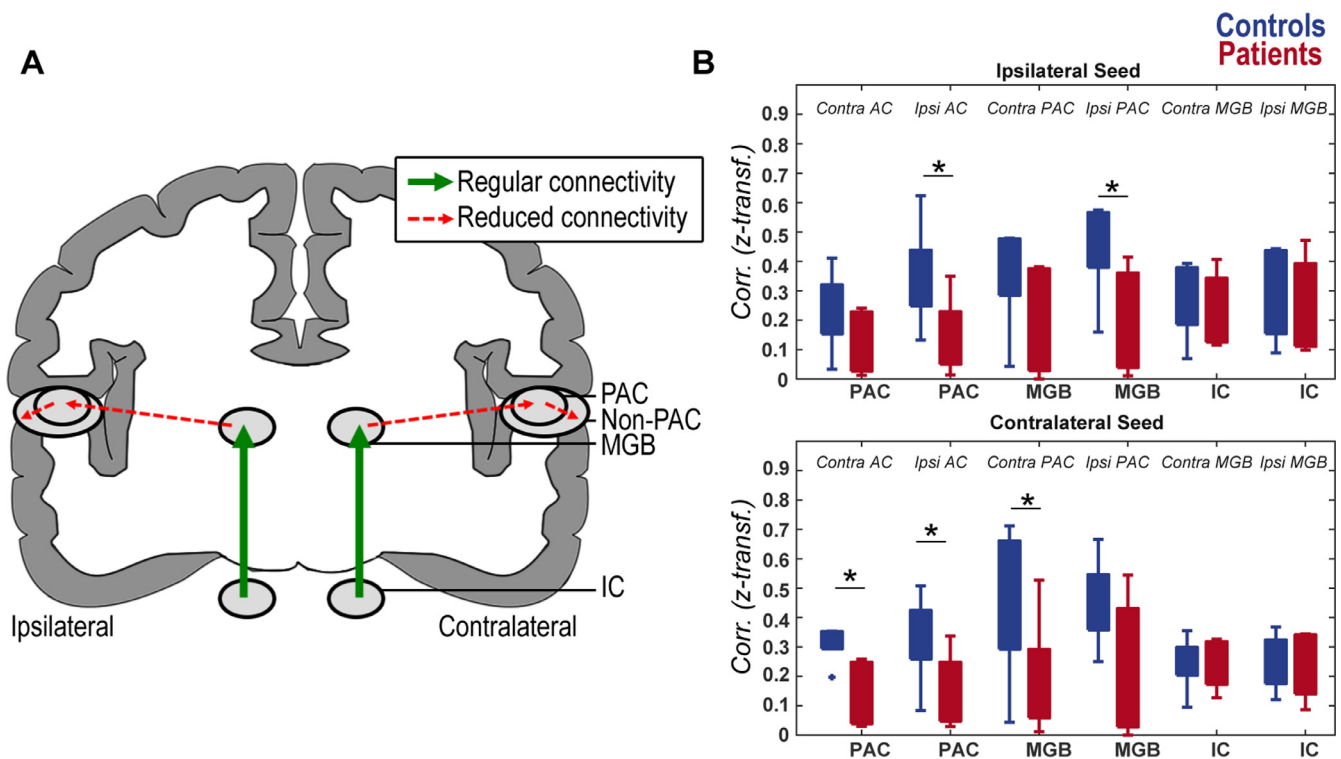 A
Regular connectivity
Reduced connectivity
PAC
Non-PAC
MGB
IC
Ipsilateral
Contralateral
B
Controls
Patients
Ipsilateral Seed
Contra AC Ipsi AC Contra PAC Ipsi PAC Contra MGB Ipsi MGB
*
*
Corr. (z-transf.)
0.9
0.8
0.7
0.6
0.5
0.4
0.3
0.2
0.1
0
PAC PAC MGB MGB IC IC
Contralateral Seed
Contra AC Ipsi AC Contra PAC Ipsi PAC Contra MGB Ipsi MGB
*
*
*
Corr. (z-transf.)
0.9
0.8
0.7
0.6
0.5
0.4
0.3
0.2
0.1
0
PAC PAC MGB MGB IC IC